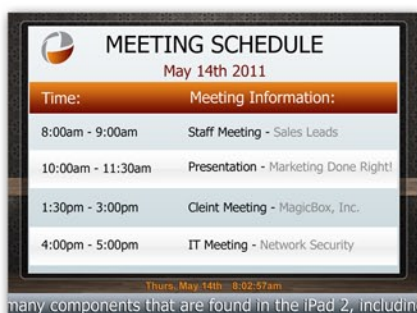 MEETING SCHEDULE
May 14th 2011
Time: Meeting Information:
8:00am - 9:00am Staff Meeting - Sales Leads
10:00am - 11:30am Presentation - Marketing Done Right!
1:30pm - 3:00pm Cleint Meeting - MagicBox, Inc.
4:00pm - 5:00pm IT Meeting - Network Security
Thurs, May 14th 8:02:57am
many components that are found in the iPad 2, includin